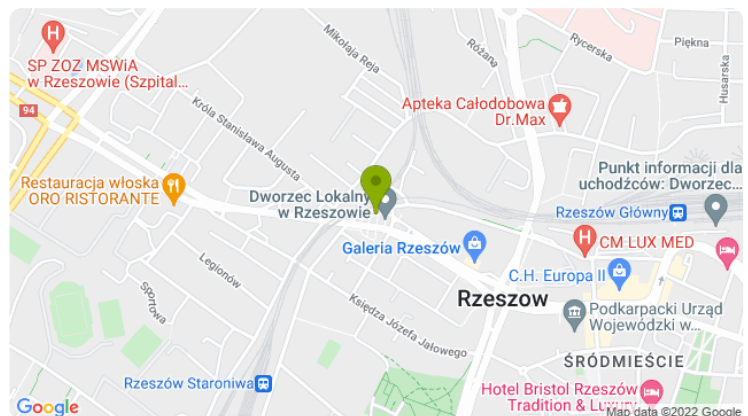 Mikołaja Reja
Różana
Rycerska
Piękna
Husarska
SP ZOZ MSWiA
w Rzeszowie (Szpital...
94
Króla Stanisława Augusta
Apteka Całodobowa
Dr.Max
Restauracja włoska
ORO RISTORANTE
Dworzec Lokalny
w Rzeszowie
Punkt informacji dla
uchodźców: Dworzec...
Rzeszów Główny
Galeria Rzeszów
CM LUX MED
C.H. Europa II
Legionów
Sportowa
Rzeszow
Podkarpacki Urząd
Wojewódzki w...
Księdza Józefa Jałowego
ŚRÓDMIEŚCIE
Rzeszów Staroniwa
Hotel Bristol Rzeszów
Tradition & Luxury
Google
Map data ©2022 Google